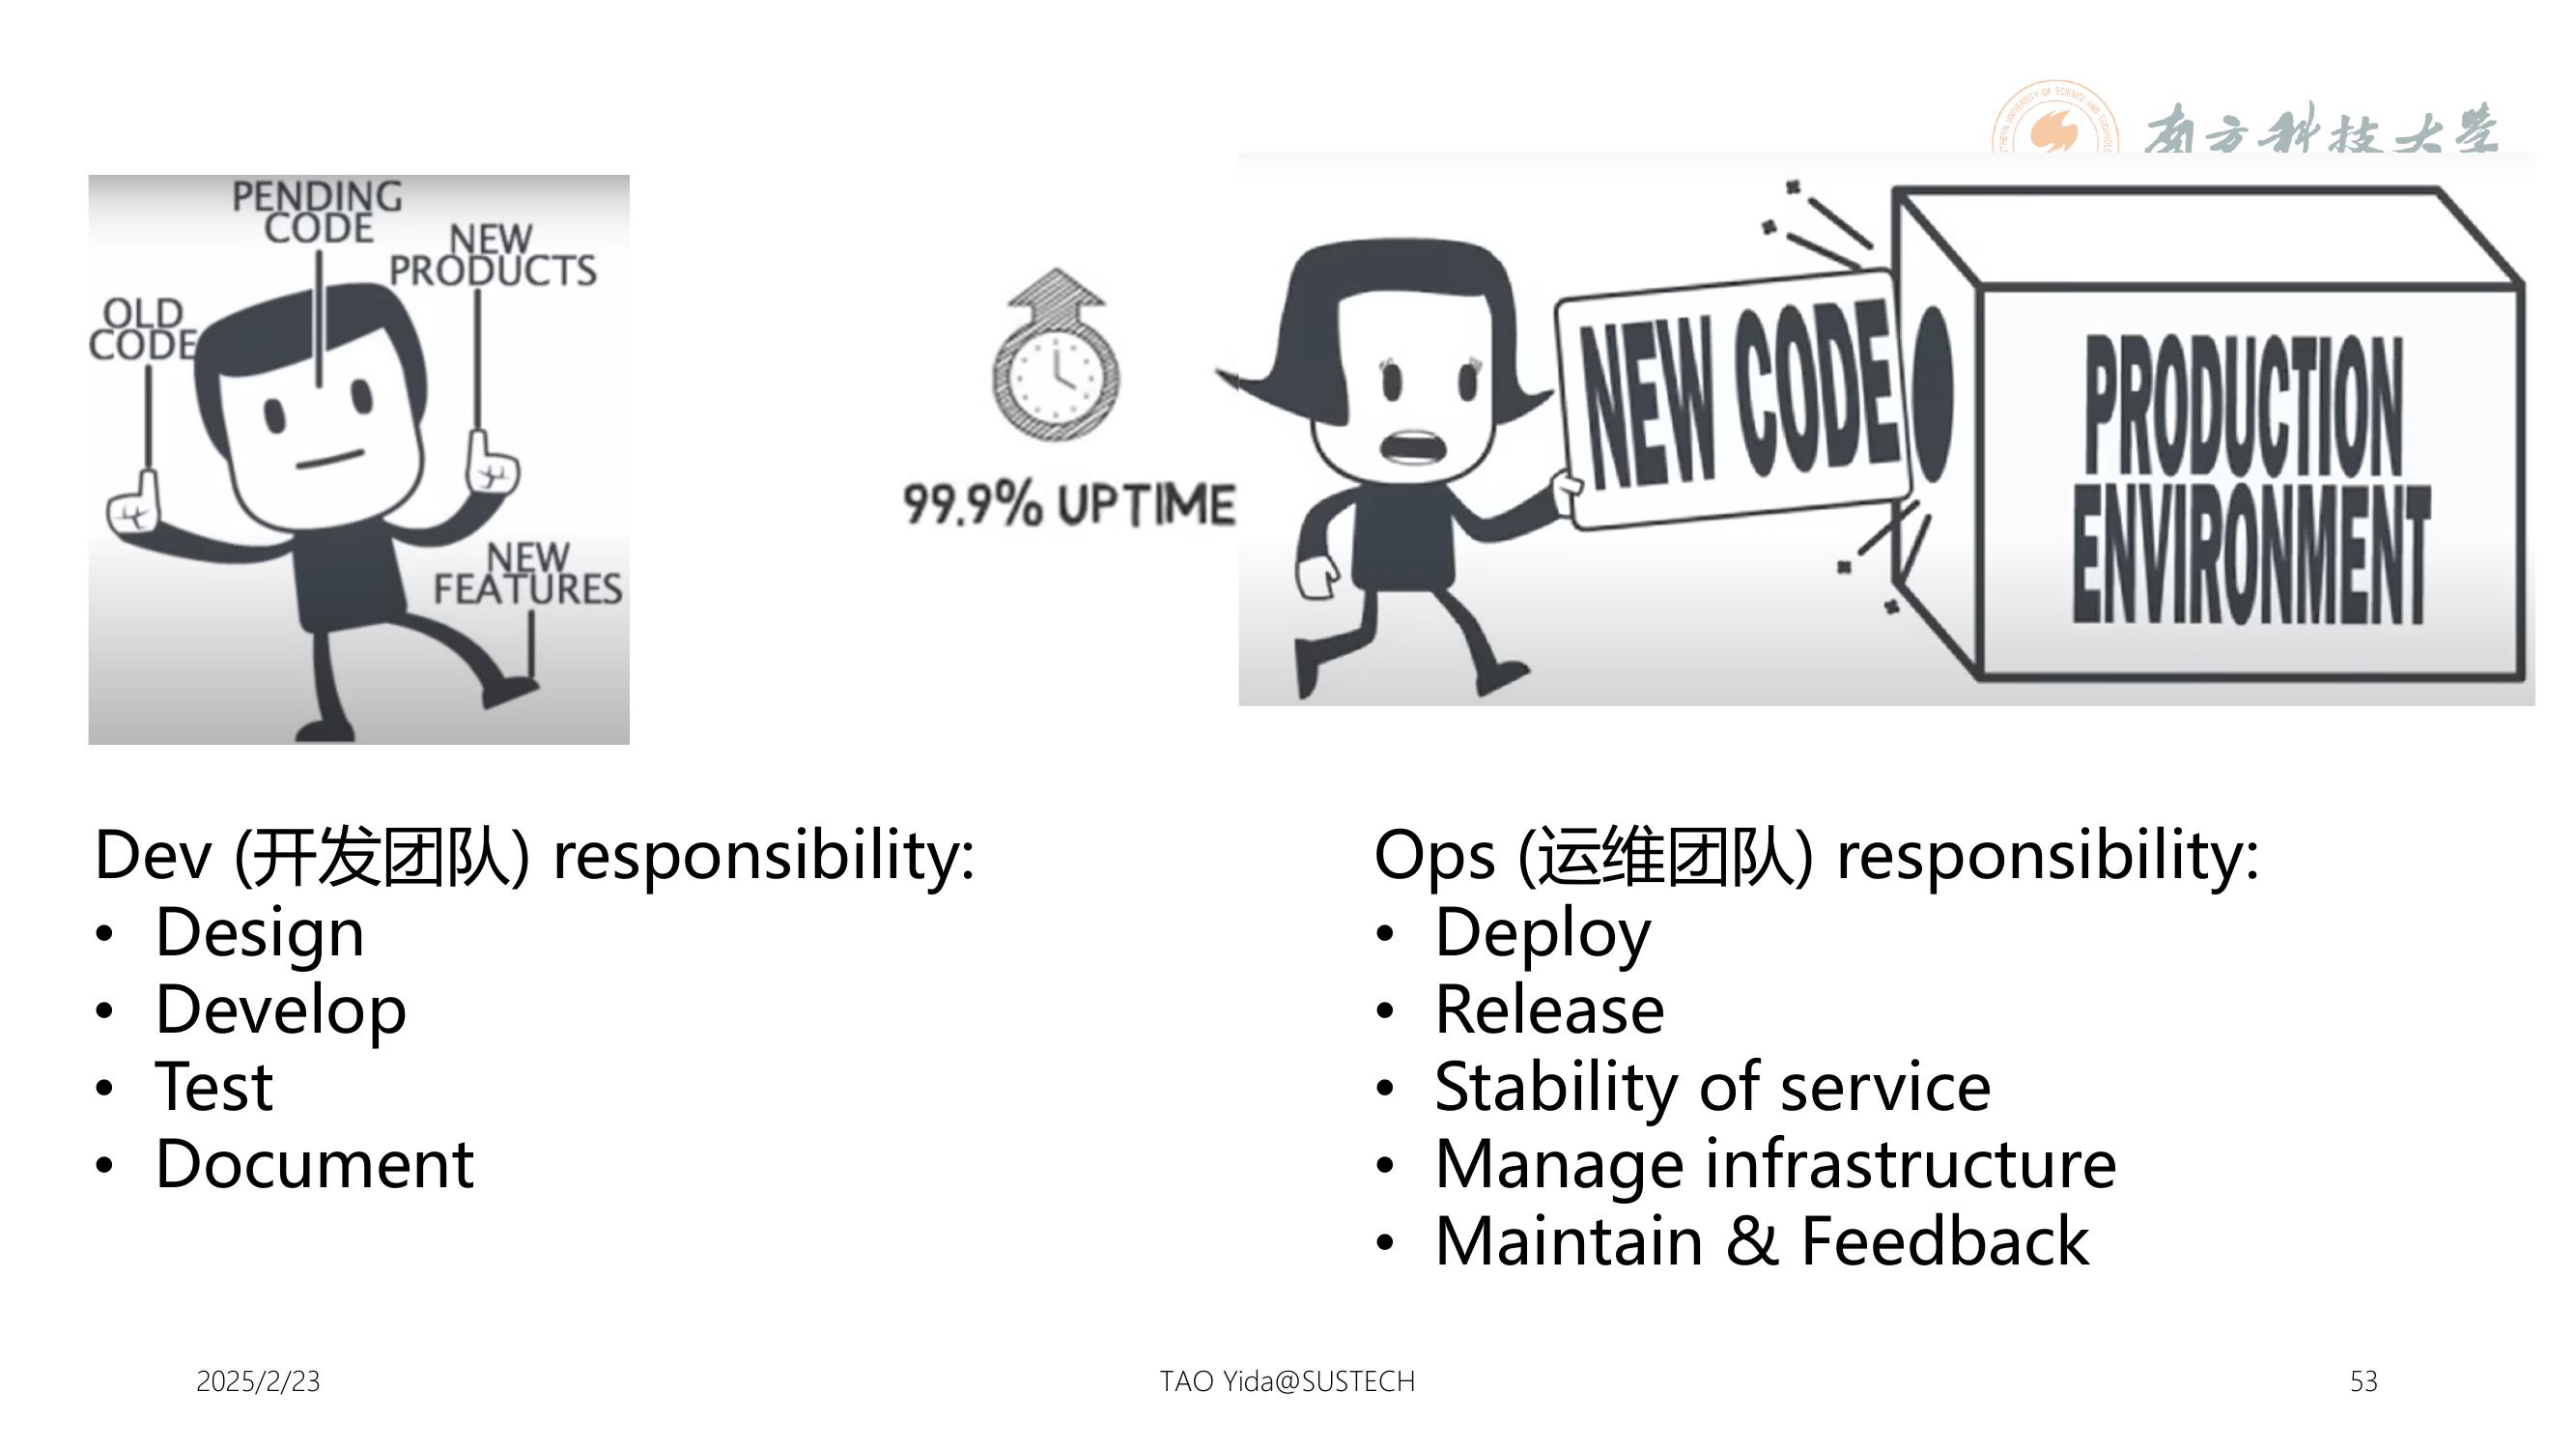 南方科技大学
PENDING
CODE
NEW
PRODUCTS
OLD
CODE
NEW
FEATURES
99.9% UPTIME
NEW CODE
PRODUCTION
ENVIRONMENT
Dev (开发团队) responsibility:
• Design
• Develop
• Test
• Document
Ops (运维团队) responsibility:
• Deploy
• Release
• Stability of service
• Manage infrastructure
• Maintain & Feedback
2025/2/23
TAO Yida@SUSTECH
53